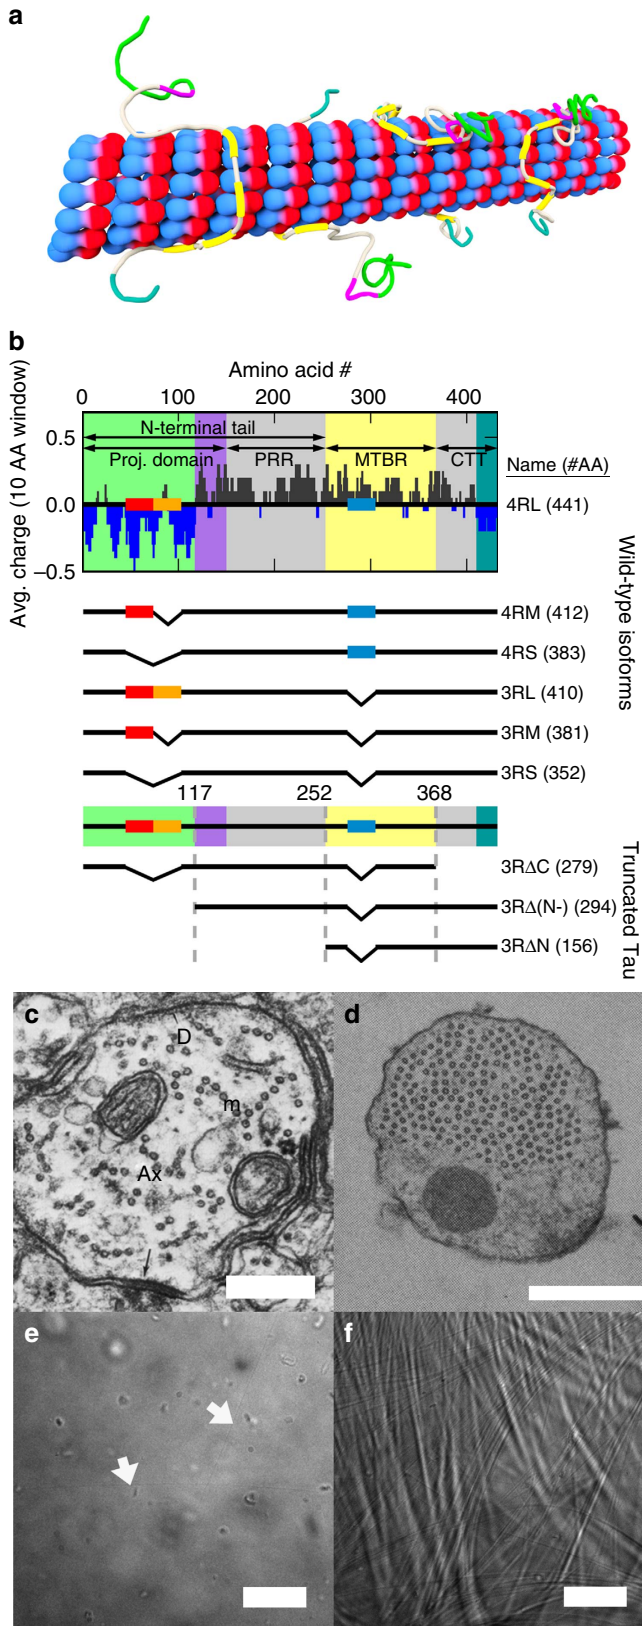 a
b
Amino acid #
0 100 200 300 400
Avg. charge (10 AA window)
0.5
0.0
−0.5
N-terminal tail
Proj. domain PRR MTBR CTT
Name (#AA)
4RL (441)
4RM (412)
4RS (383)
3RL (410)
3RM (381)
3RS (352)
Wild-type isoforms
117 252 368
3RΔC (279)
3RΔ(N-) (294)
3RΔN (156)
Truncated Tau
c
D
m
Ax
d
e
f